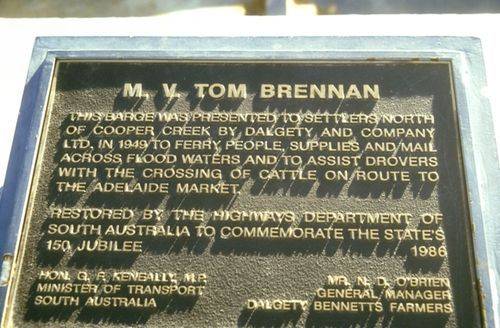 M. V. TOM BRENNAN
THIS BARGE WAS PRESENTED TO SETTLERS NORTH
OF COOPER CREEK BY DALGETY AND COMPANY
LTD, IN 1949 TO FERRY, PEOPLE, SUPPLIES AND MAIL
ACROSS FLOOD WATERS AND TO ASSIST DROVERS
WITH THE CROSSING OF CATTLE ON ROUTE TO
THE ADELAIDE MARKET.
RESTORED BY THE HIGHWAYS DEPARTMENT OF
SOUTH AUSTRALIA TO COMMEMORATE THE STATE'S
150 JUBILEE 1986
HON. G. F. KENEALLY, M.P.
MINISTER OF TRANSPORT
SOUTH AUSTRALIA
MR. N. D. O'BRIEN
GENERAL MANAGER
DALGETY BENNETTS FARMERS